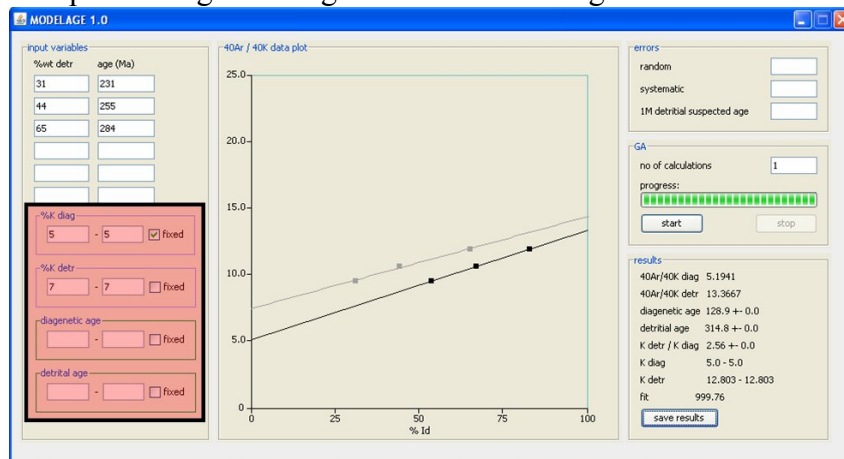 MODELAGE 1.0
input variables
%wt detr age (Ma)
31 231
44 255
65 284
%K diag
5 - 5 fixed
%K detr
7 - 7 fixed
diagenetic age
- fixed
detrital age
- fixed
40Ar / 40K data plot
25.0
20.0
15.0
10.0
5.0
0
0 25 50 75 100
% Id
errors
random
systematic
1M detritial suspected age
GA
no of calculations 1
progress:
start stop
results
40Ar/40K diag 5.1941
40Ar/40K detr 13.3667
diagenetic age 128.9 +- 0.0
detritial age 314.8 +- 0.0
K detr / K diag 2.56 +- 0.0
K diag 5.0 - 5.0
K detr 12.803 - 12.803
fit 999.76
save results